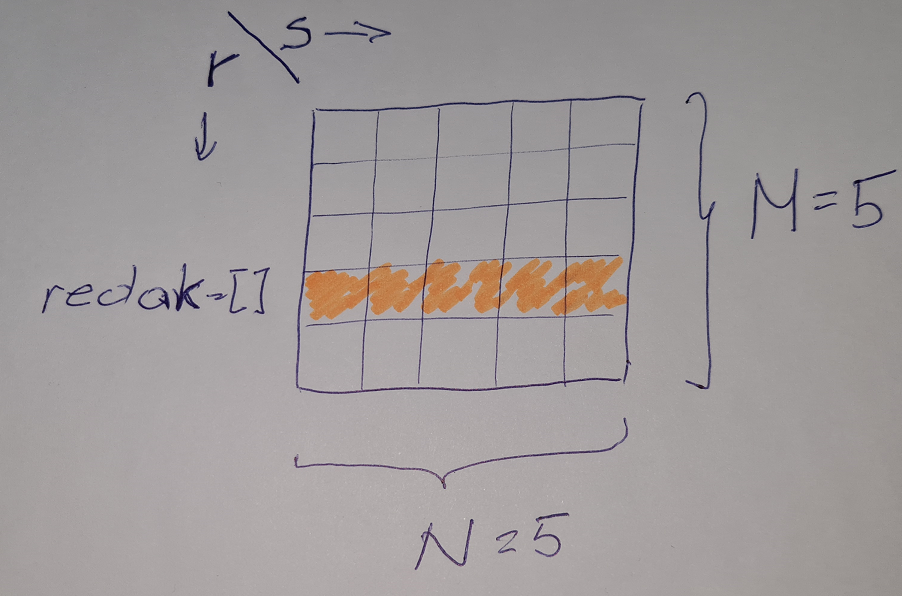 r\s→
↓
M=5
redak=[]
N=5